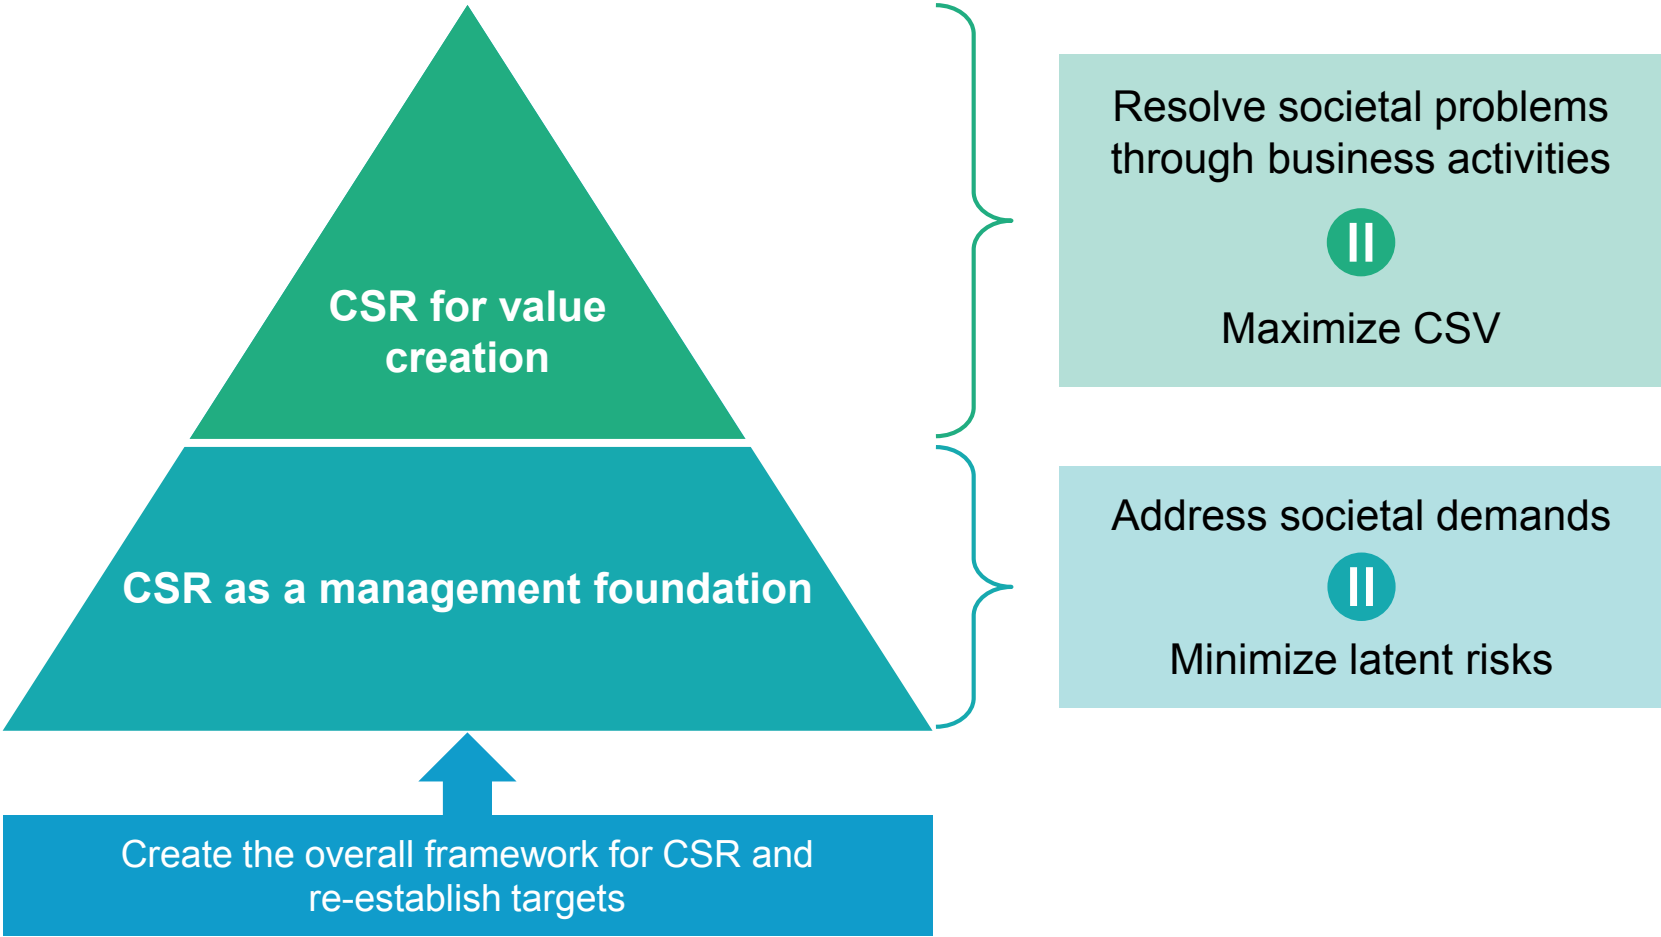 CSR for value
creation
Resolve societal problems
through business activities
Maximize CSV
CSR as a management foundation
Address societal demands
Minimize latent risks
Create the overall framework for CSR and
re-establish targets